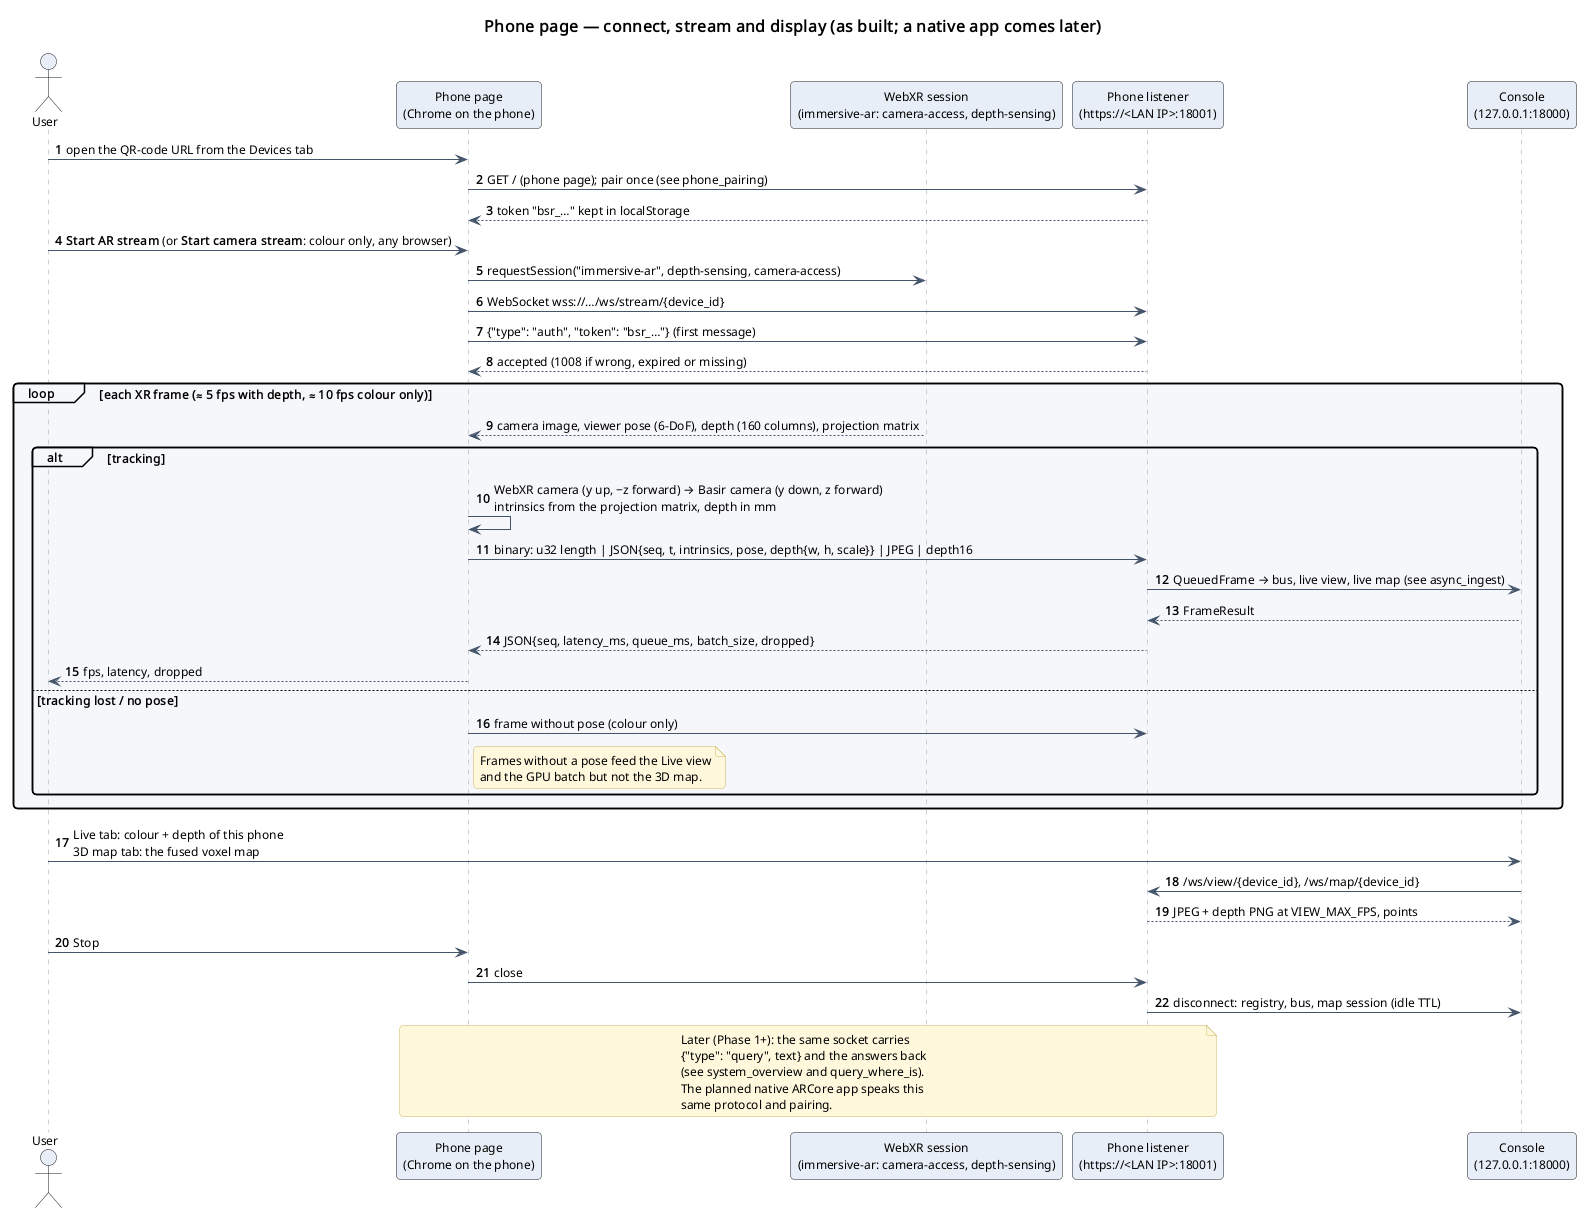 Phone page — connect, stream and display (as built; a native app comes later)
User
Phone page
(Chrome on the phone)
WebXR session
(immersive-ar: camera-access, depth-sensing)
Phone listener
(https://<LAN IP>:18001)
Console
(127.0.0.1:18000)
1 open the QR-code URL from the Devices tab
2 GET / (phone page); pair once (see phone_pairing)
3 token "bsr_…" kept in localStorage
4 Start AR stream (or Start camera stream: colour only, any browser)
5 requestSession("immersive-ar", depth-sensing, camera-access)
6 WebSocket wss://…/ws/stream/{device_id}
7 {"type": "auth", "token": "bsr_…"} (first message)
8 accepted (1008 if wrong, expired or missing)
loop [each XR frame (≈ 5 fps with depth, ≈ 10 fps colour only)]
9 camera image, viewer pose (6-DoF), depth (160 columns), projection matrix
alt [tracking]
10 WebXR camera (y up, −z forward) → Basir camera (y down, z forward)
intrinsics from the projection matrix, depth in mm
11 binary: u32 length | JSON{seq, t, intrinsics, pose, depth{w, h, scale}} | JPEG | depth16
12 QueuedFrame → bus, live view, live map (see async_ingest)
13 FrameResult
14 JSON{seq, latency_ms, queue_ms, batch_size, dropped}
15 fps, latency, dropped
[tracking lost / no pose]
16 frame without pose (colour only)
Frames without a pose feed the Live view
and the GPU batch but not the 3D map.
17 Live tab: colour + depth of this phone
3D map tab: the fused voxel map
18 /ws/view/{device_id}, /ws/map/{device_id}
19 JPEG + depth PNG at VIEW_MAX_FPS, points
20 Stop
21 close
22 disconnect: registry, bus, map session (idle TTL)
Later (Phase 1+): the same socket carries
{"type": "query", text} and the answers back
(see system_overview and query_where_is).
The planned native ARCore app speaks this
same protocol and pairing.
User
Phone page
(Chrome on the phone)
WebXR session
(immersive-ar: camera-access, depth-sensing)
Phone listener
(https://<LAN IP>:18001)
Console
(127.0.0.1:18000)